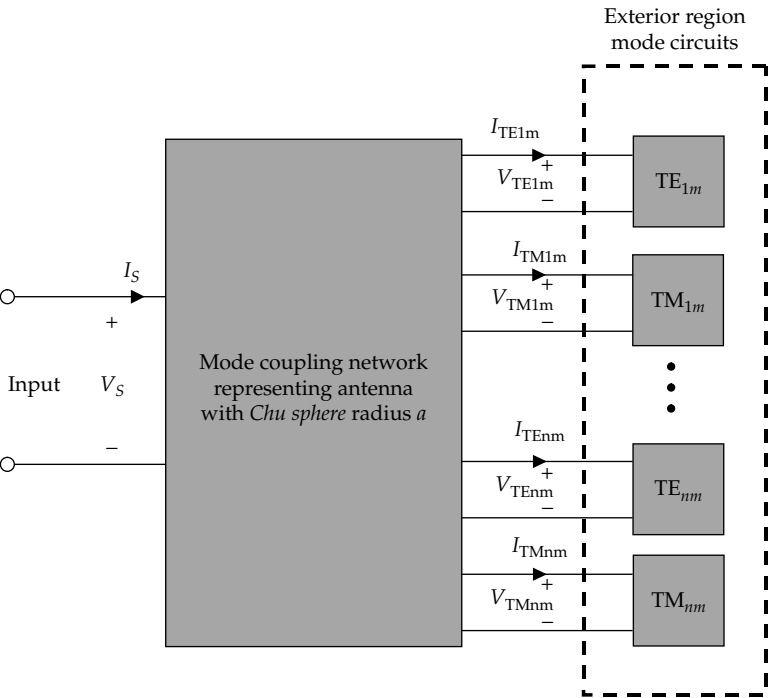 Exterior region
mode circuits
I_TE1m
+
V_TE1m
−
TE_1m
I_TM1m
+
V_TM1m
−
TM_1m
I_S
+
Input V_S
−
Mode coupling network
representing antenna
with Chu sphere radius a
I_TEnm
+
V_TEnm
−
TE_nm
I_TMnm
+
V_TMnm
−
TM_nm